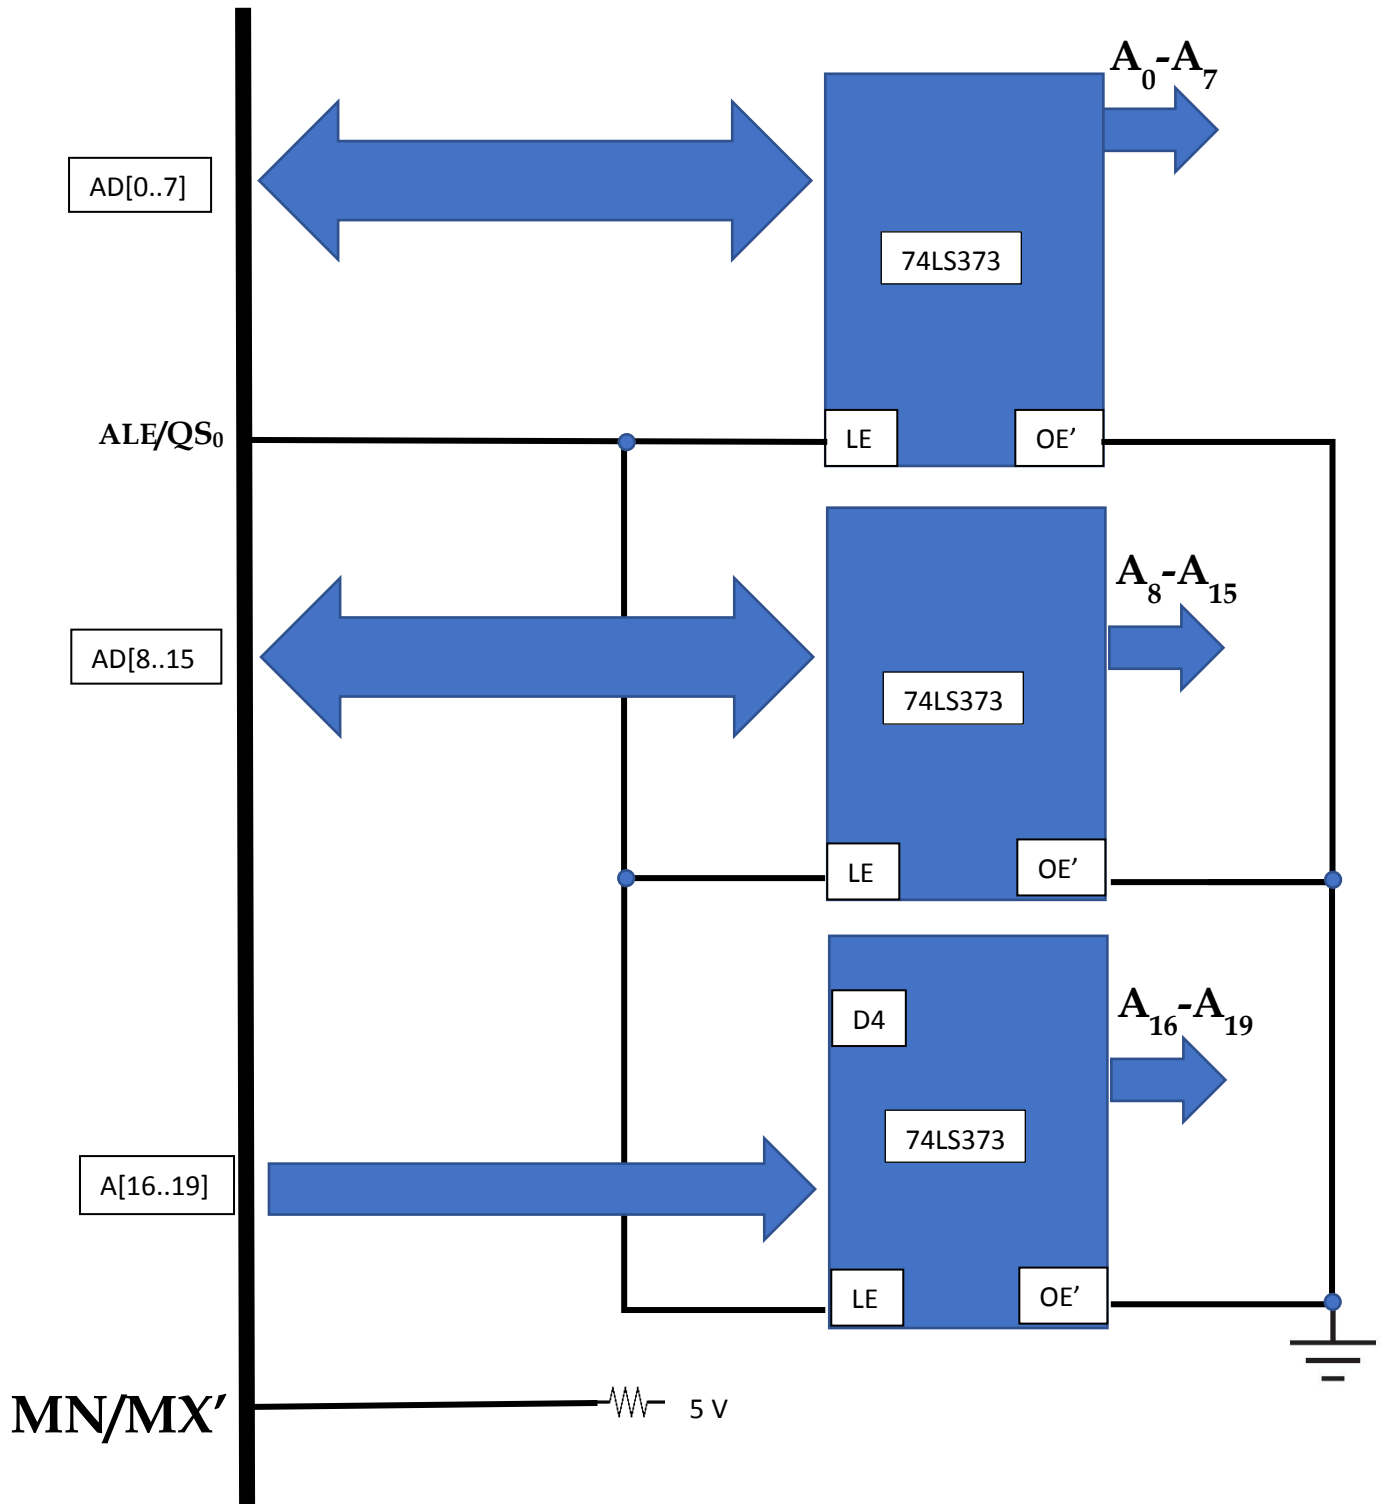 A₀-A₇
AD[0..7]
74LS373
ALE/QS₀
LE
OE’
A₈-A₁₅
AD[8..15
74LS373
LE
OE’
A₁₆-A₁₉
D4
74LS373
A[16..19]
LE
OE’
MN/MX’
5 V